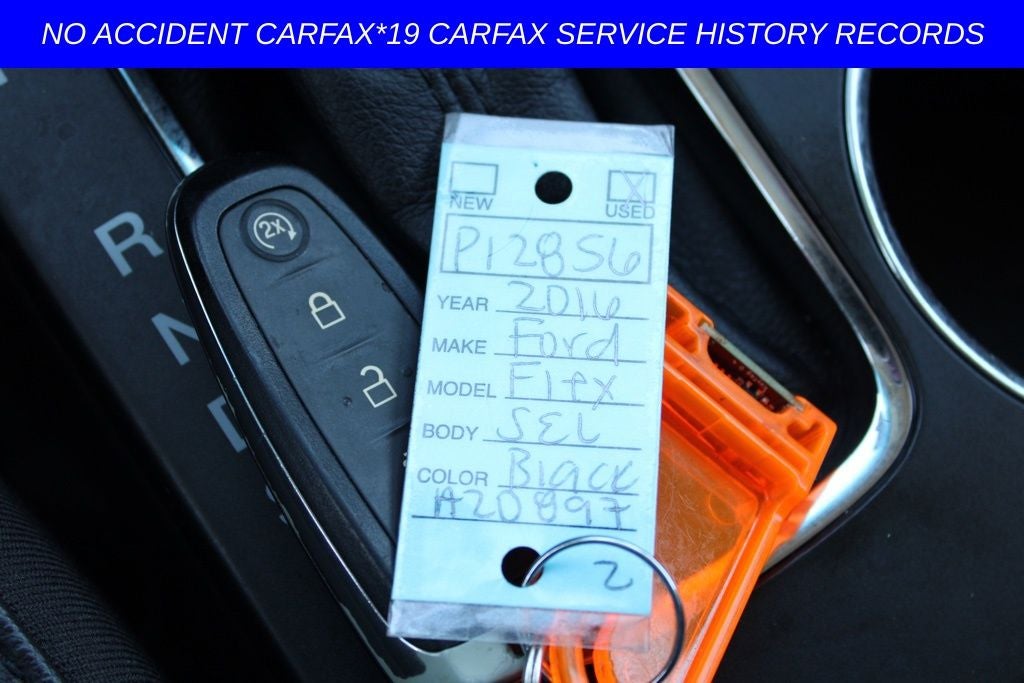 NO ACCIDENT CARFAX*19 CARFAX SERVICE HISTORY RECORDS
R
N
D
2X
NEW
X
USED
P12856
YEAR 2016
MAKE Ford
MODEL Flex
BODY SEL
COLOR Black
A20897
2